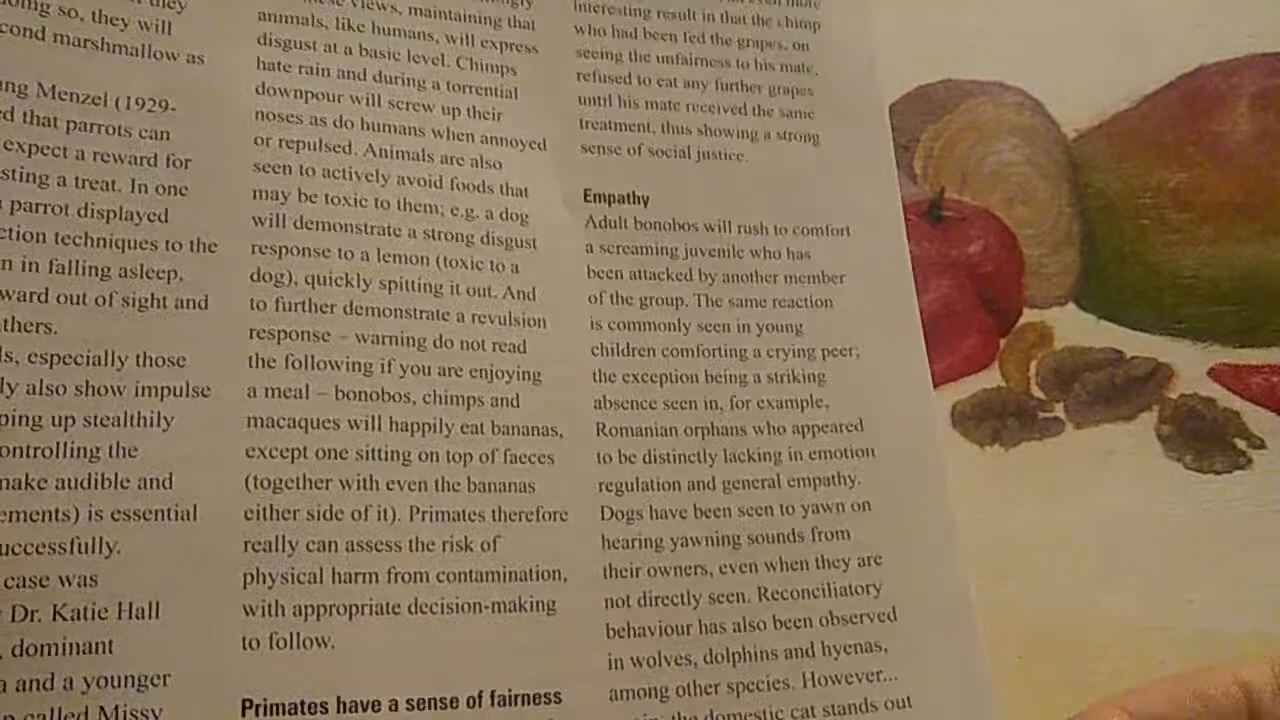 so, they will
second marshmallow as
Menzel (1929-
that parrots can
expect a reward for
a treat. In one
parrot displayed
techniques to the
in falling asleep,
out of sight and
especially those
also show impulse
up stealthily
controlling the
make audible and
is essential
successfully.
case was
Dr. Katie Hall
, dominant
and a younger
called Missy
views, maintaining that
animals, like humans, will express
disgust at a basic level. Chimps
hate rain and during a torrential
downpour will screw up their
noses as do humans when annoyed
or repulsed. Animals are also
seen to actively avoid foods that
may be toxic to them; e.g. a dog
will demonstrate a strong disgust
response to a lemon (toxic to a
dog), quickly spitting it out. And
to further demonstrate a revulsion
response – warning do not read
the following if you are enjoying
a meal – bonobos, chimps and
macaques will happily eat bananas,
except one sitting on top of faeces
(together with even the bananas
either side of it). Primates therefore
really can assess the risk of
physical harm from contamination,
with appropriate decision-making
to follow.
Primates have a sense of fairness
interesting result in that the chimp
who had been fed the grapes, on
seeing the unfairness to his mate,
refused to eat any further grapes
until his mate received the same
treatment, thus showing a strong
sense of social justice.
Empathy
Adult bonobos will rush to comfort
a screaming juvenile who has
been attacked by another member
of the group. The same reaction
is commonly seen in young
children comforting a crying peer;
the exception being a striking
absence seen in, for example,
Romanian orphans who appeared
to be distinctly lacking in emotion
regulation and general empathy.
Dogs have been seen to yawn on
hearing yawning sounds from
their owners, even when they are
not directly seen. Reconciliatory
behaviour has also been observed
in wolves, dolphins and hyenas,
among other species. However...
the domestic cat stands out